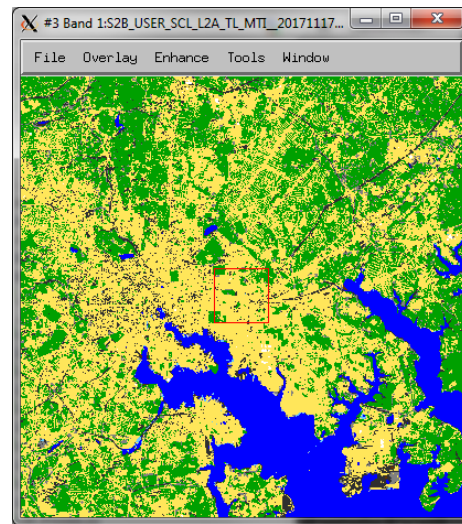 #3 Band 1:S2B_USER_SCL_L2A_TL_MTI__20171117...
File Overlay Enhance Tools Window